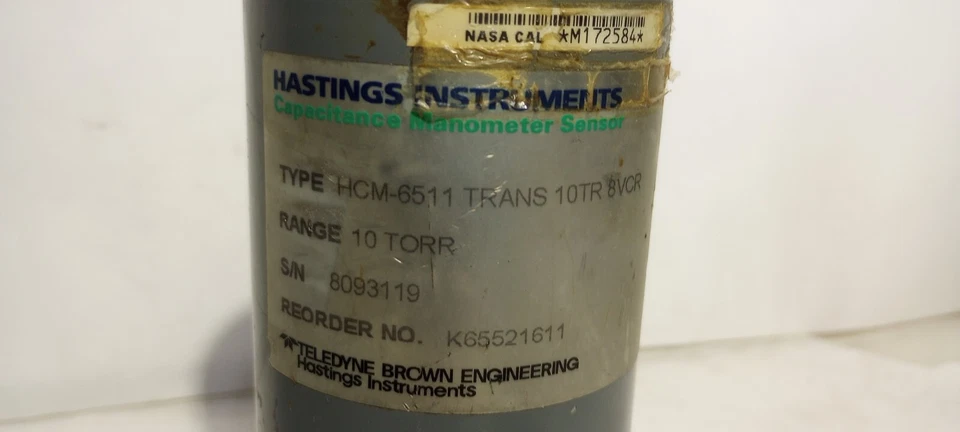 NASA CAL *M172584*
HASTINGS INSTRUMENTS
Capacitance Manometer Sensor
TYPE HCM-6511 TRANS 10TR 8VCR
RANGE 10 TORR
S/N 8093119
REORDER NO. K65521611
TELEDYNE BROWN ENGINEERING
Hastings Instruments